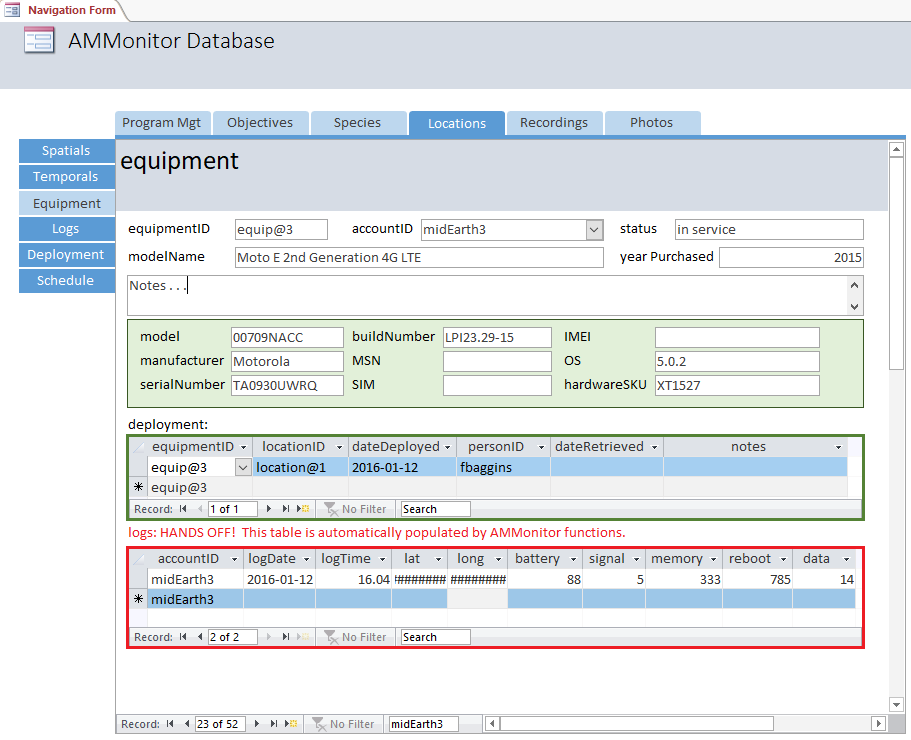 Navigation Form
AMMonitor Database
Program Mgt Objectives Species Locations Recordings Photos
Spatials
Temporals
Equipment
Logs
Deployment
Schedule
equipment
equipmentID equip@3 accountID midEarth3 status in service
modelName Moto E 2nd Generation 4G LTE year Purchased 2015
Notes . . .
model 00709NACC buildNumber LPI23.29-15 IMEI
manufacturer Motorola MSN OS 5.0.2
serialNumber TA0930UWRQ SIM hardwareSKU XT1527
deployment:
equipmentID locationID dateDeployed personID dateRetrieved notes
equip@3 location@1 2016-01-12 fbaggins
* equip@3
Record: 1 of 1 No Filter Search
logs: HANDS OFF! This table is automatically populated by AMMonitor functions.
accountID logDate logTime lat long battery signal memory reboot data
midEarth3 2016-01-12 16.04 ######## ######## 88 5 333 785 14
* midEarth3
Record: 2 of 2 No Filter Search
Record: 23 of 52 No Filter midEarth3